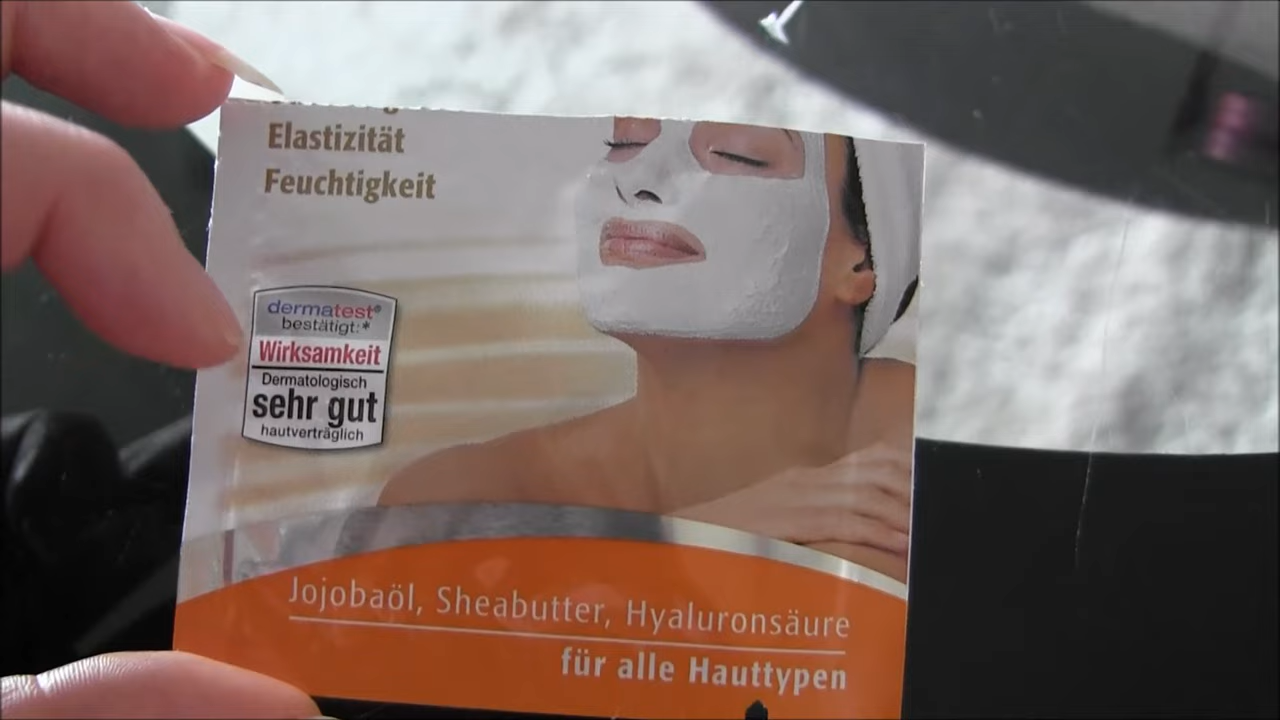 Elastizität
Feuchtigkeit
dermatest®
bestätigt:*
Wirksamkeit
Dermatologisch
sehr gut
hautverträglich
Jojobaöl, Sheabutter, Hyaluronsäure
für alle Hauttypen